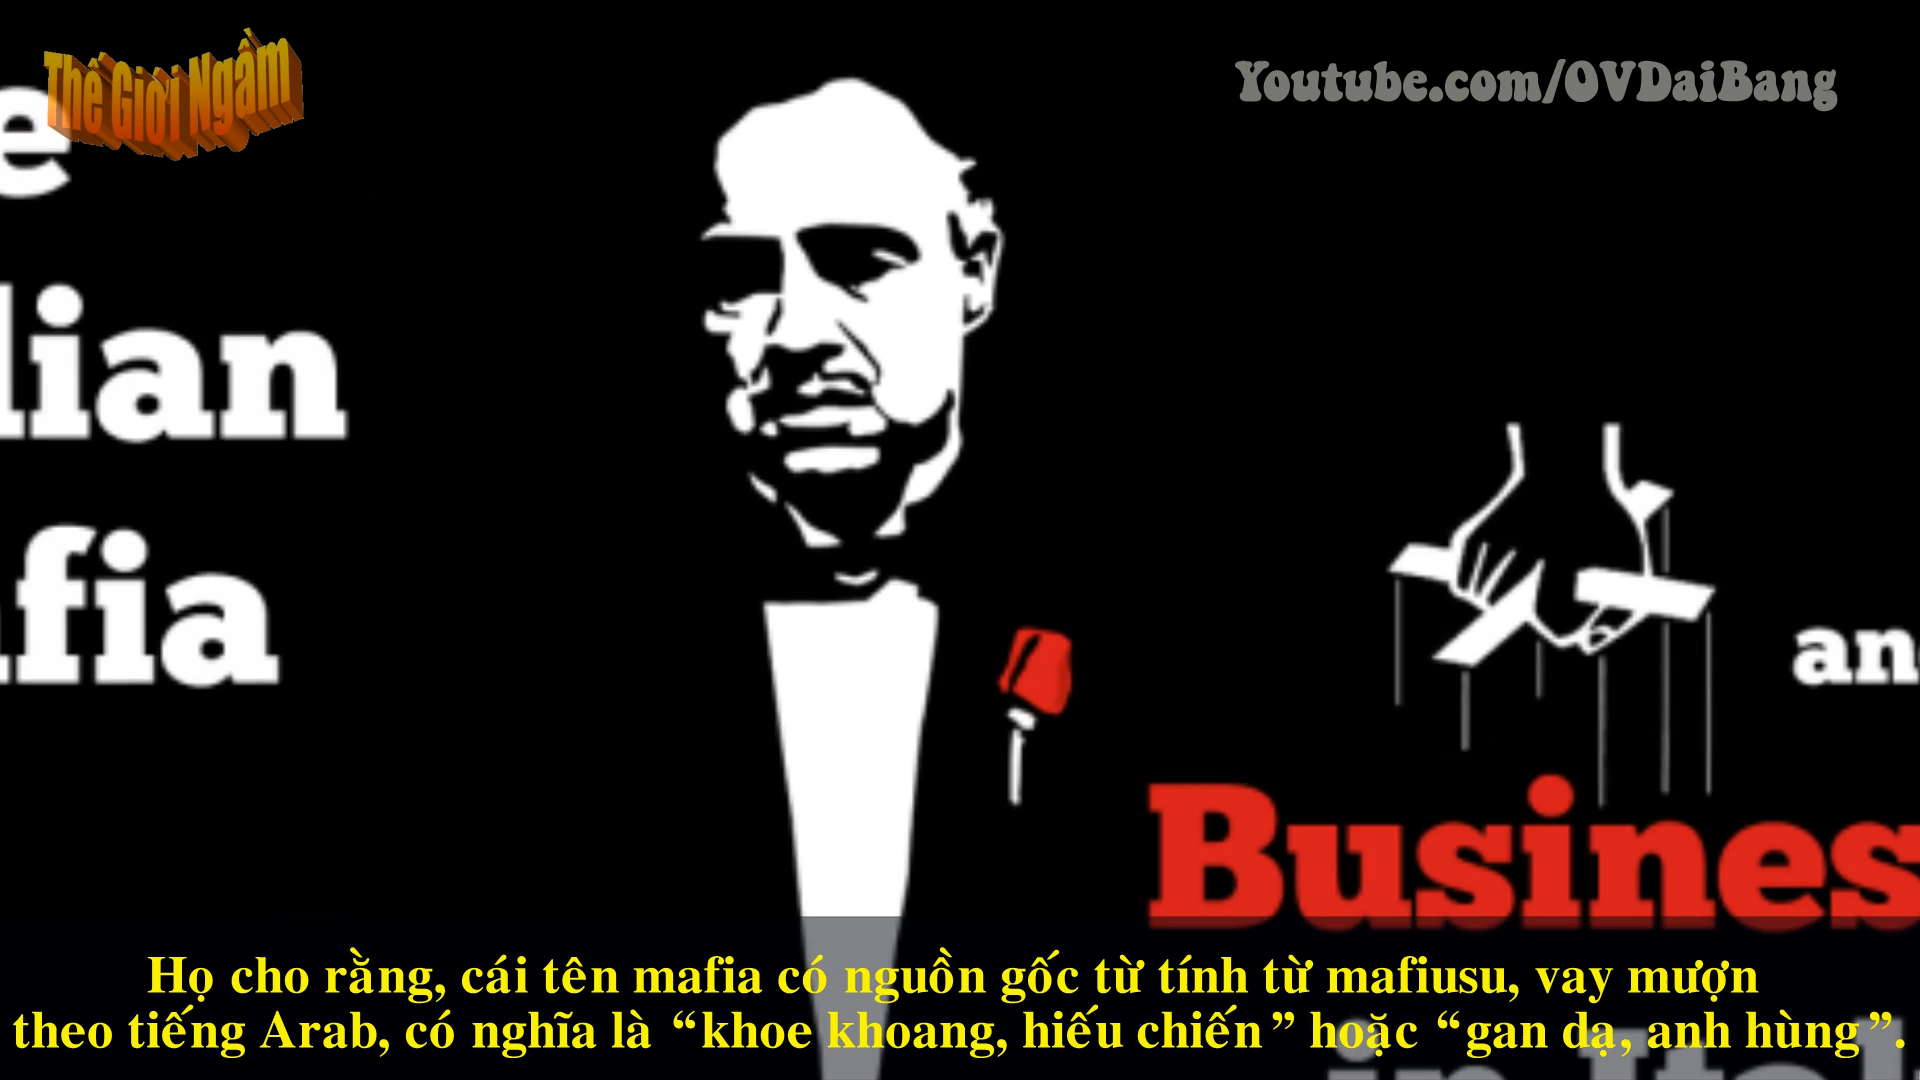 Thế Giới Ngầm
Youtube.com/OVDaiBang
e
lian
fia
an
Busines
Họ cho rằng, cái tên mafia có nguồn gốc từ tính từ mafiusu, vay mượn
theo tiếng Arab, có nghĩa là “khoe khoang, hiếu chiến” hoặc “gan dạ, anh hùng”.